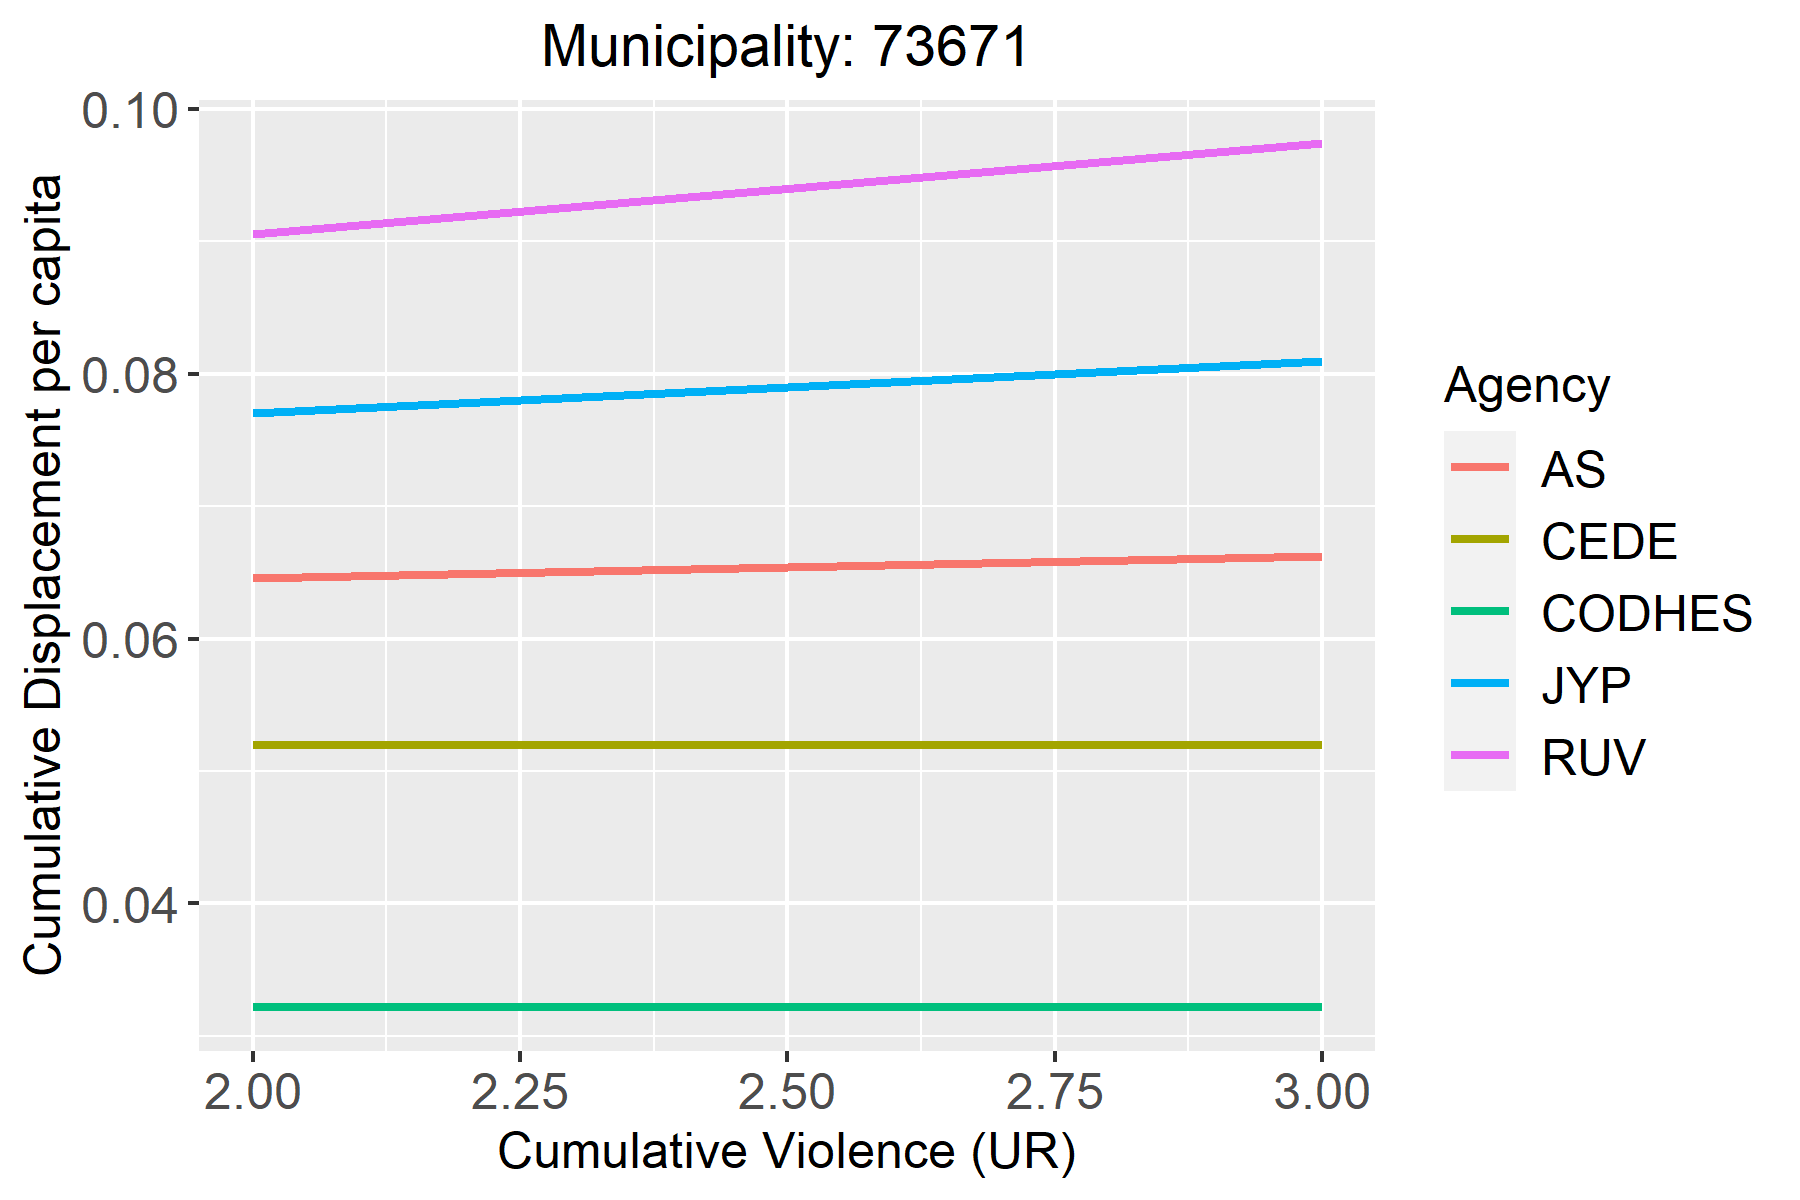 Municipality: 73671
Cumulative Displacement per capita
0.10
0.08
0.06
0.04
2.00 2.25 2.50 2.75 3.00
Cumulative Violence (UR)
Agency
AS
CEDE
CODHES
JYP
RUV